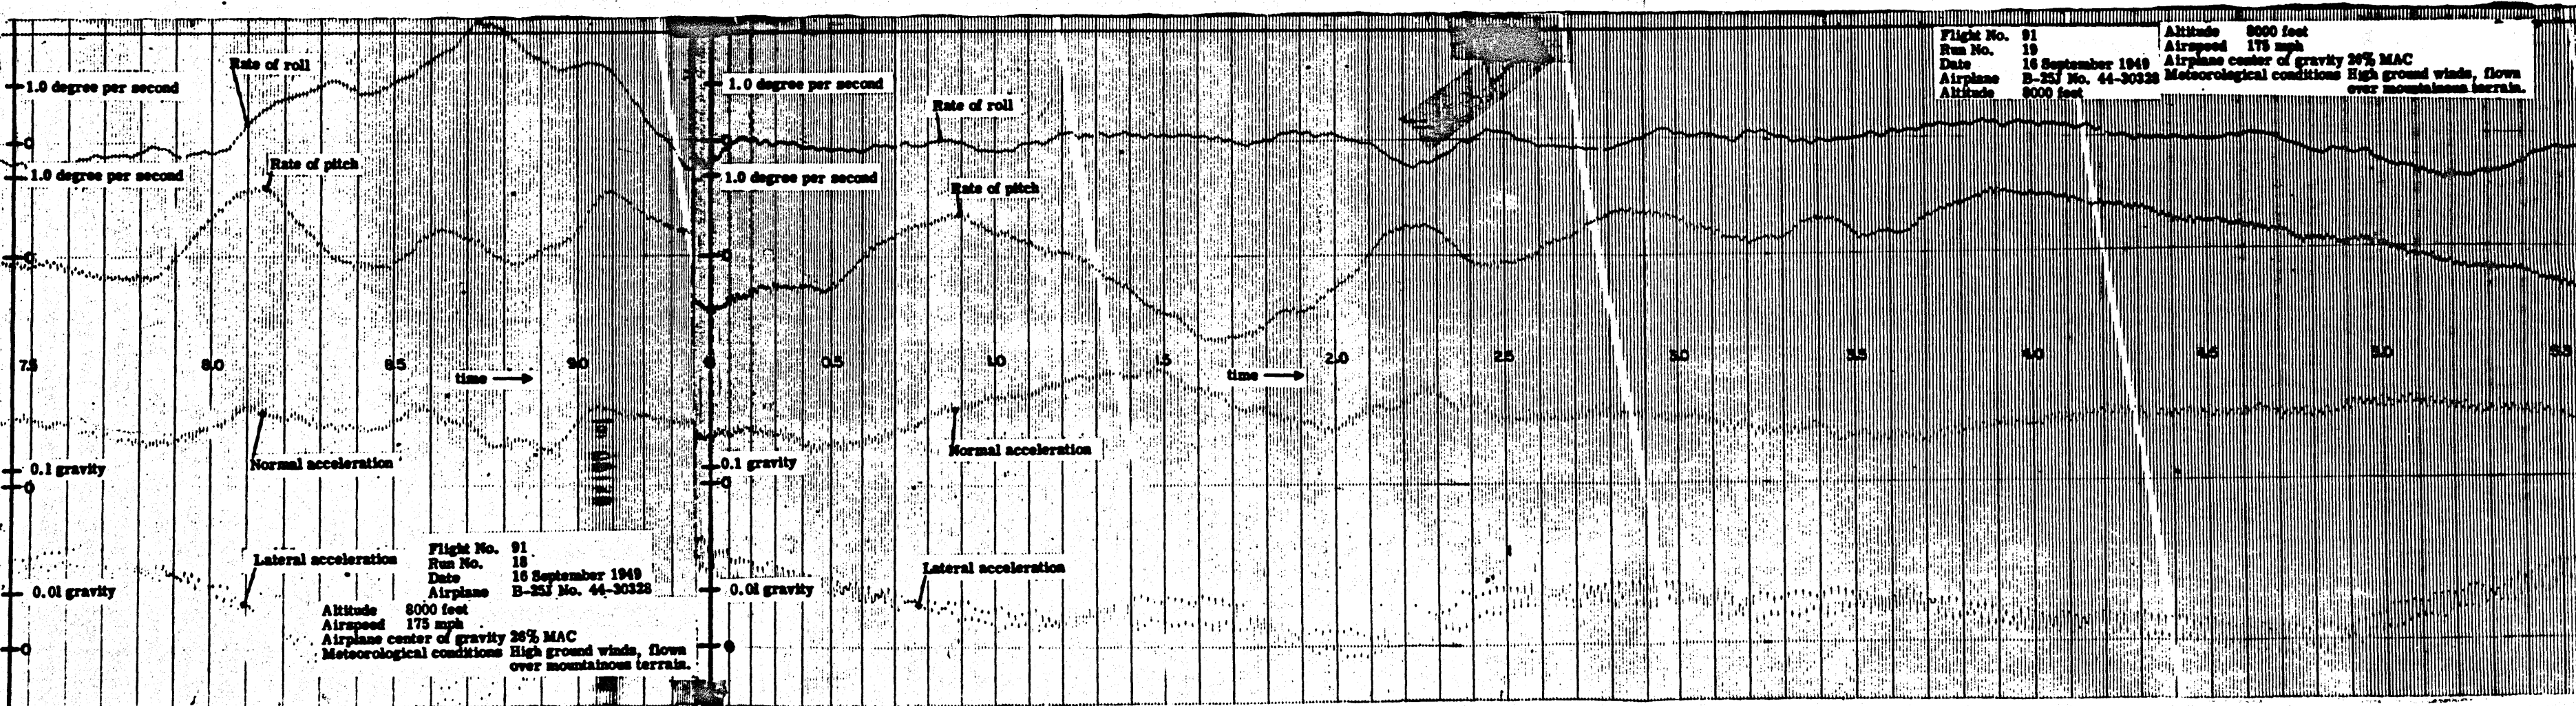 Rate of roll
1.0 degree per second
0
Rate of pitch
1.0 degree per second
0
7.5 8.0 8.5 9.0
time
Normal acceleration
0.1 gravity
0
Lateral acceleration
0.01 gravity
0
Flight No. 91
Run No. 18
Date 16 September 1949
Airplane B-25J No. 44-30328
Altitude 8000 feet
Airspeed 175 mph
Airplane center of gravity 26% MAC
Meteorological conditions High ground winds, flown
over mountainous terrain.
1.0 degree per second
Rate of roll
0
1.0 degree per second
Rate of pitch
0
0 0.5 1.0 1.5 2.0 2.5 3.0 3.5 4.0 4.5 5.0 5.5
time
Normal acceleration
0.1 gravity
0
Lateral acceleration
0.01 gravity
0
Flight No. 91
Run No. 19
Date 16 September 1949
Airplane B-25J No. 44-30328
Altitude 8000 feet
Altitude 8000 feet
Airspeed 175 mph
Airplane center of gravity 26% MAC
Meteorological conditions High ground winds, flown
over mountainous terrain.